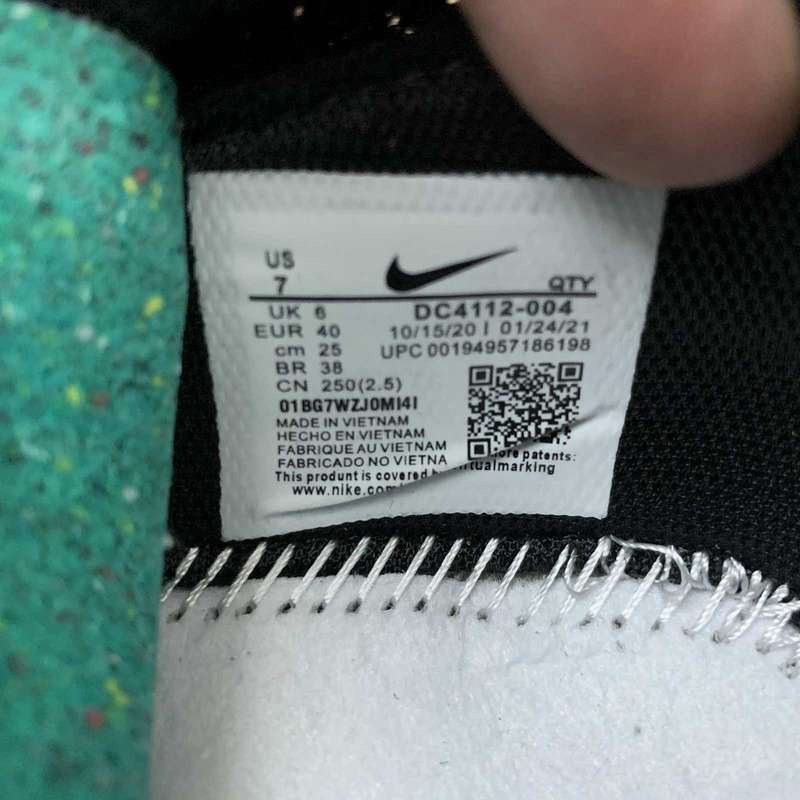 US
7 QTY
UK 6 DC4112-004
EUR 40 10/15/20 I 01/24/21
cm 25 UPC 00194957186198
BR 38
CN 250(2.5)
01BG7WZJ0MI4I
MADE IN VIETNAM
HECHO EN VIETNAM
FABRIQUE AU VIETNAM
FABRICADO NO VIETNA
This product is covered patents:
www.nike.com